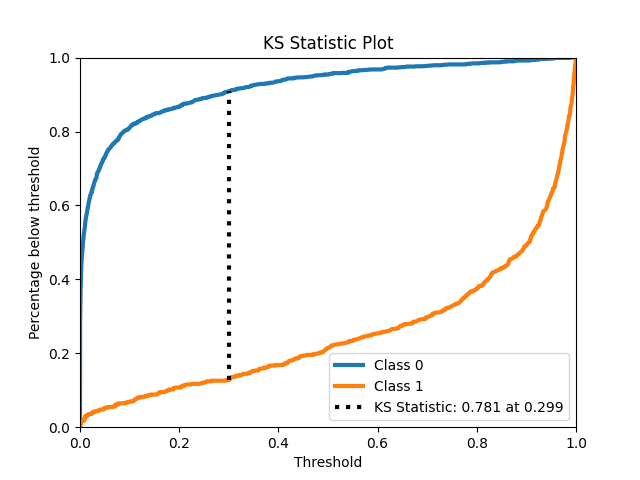 KS Statistic Plot
Percentage below threshold
1.0
0.8
0.6
0.4
0.2
0.0
0.0 0.2 0.4 0.6 0.8 1.0
Threshold
Class 0
Class 1
KS Statistic: 0.781 at 0.299